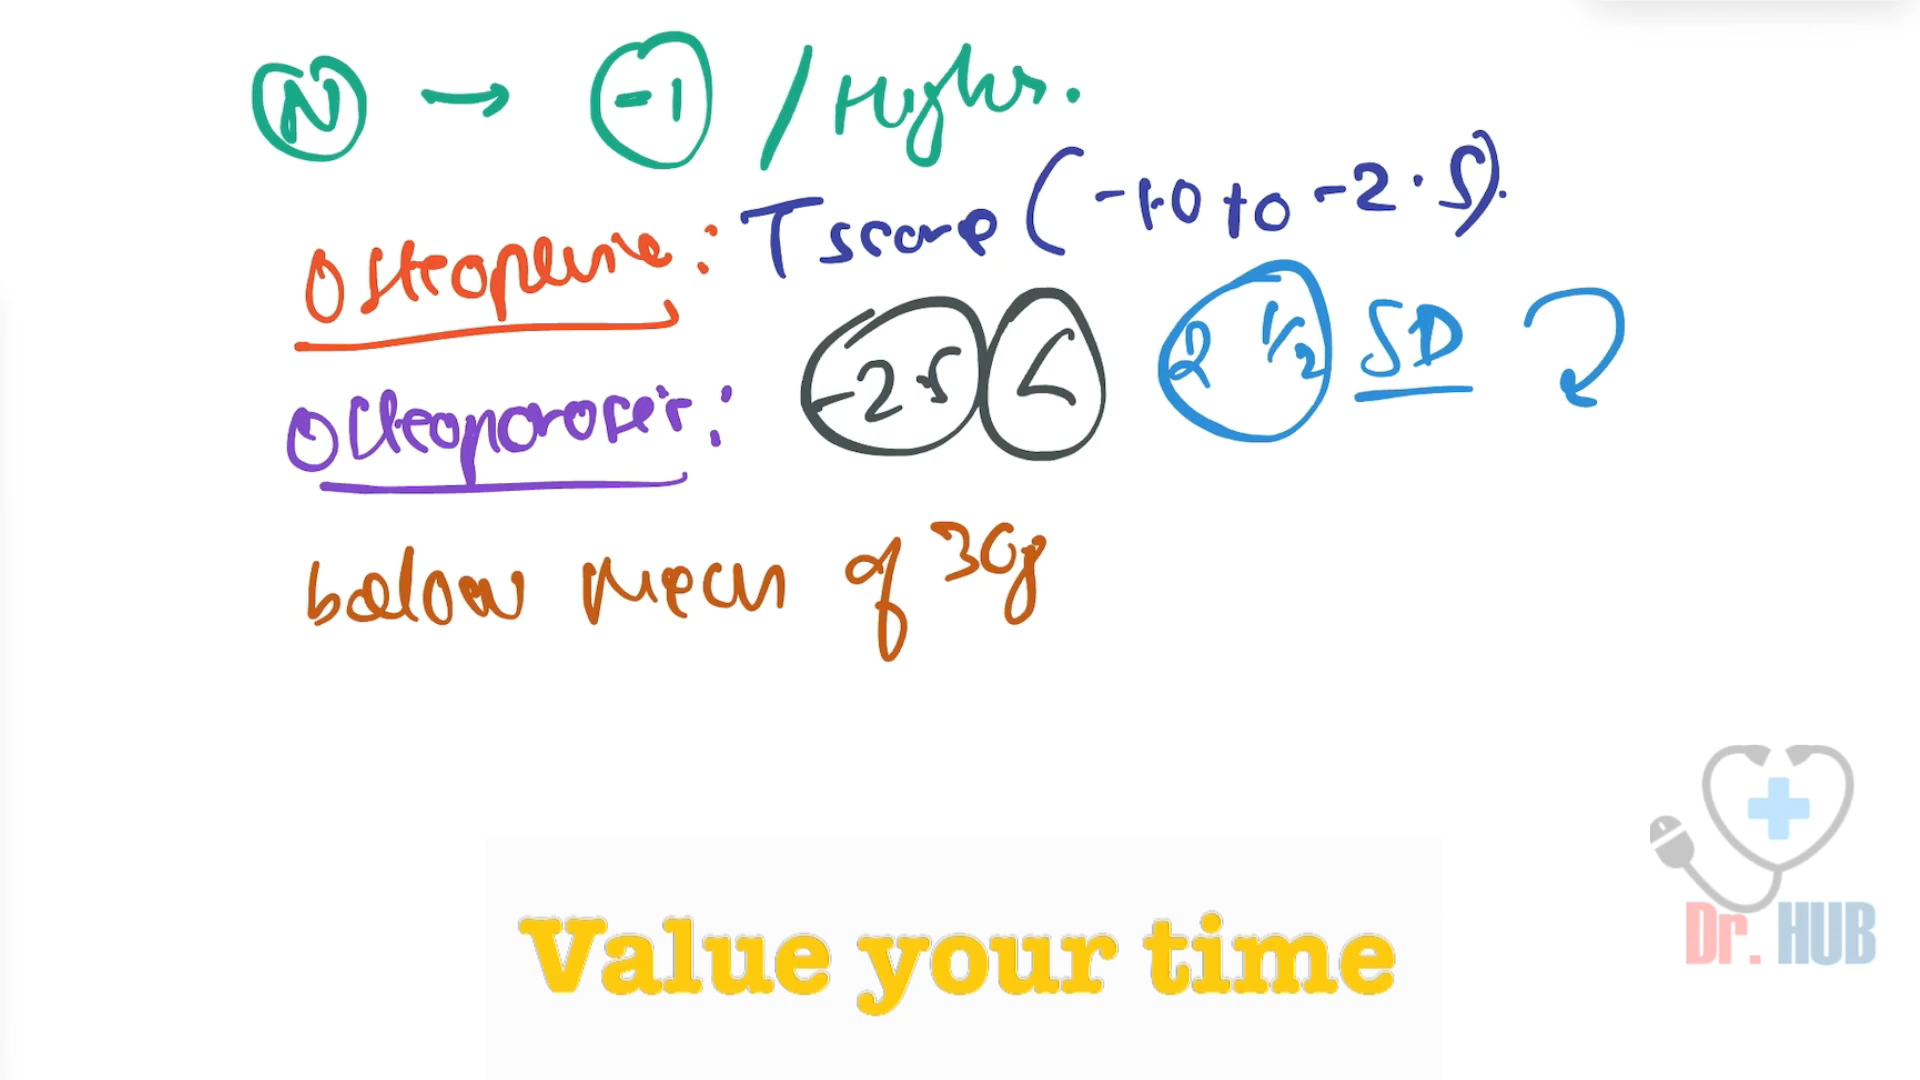 N → -1 / Higher.
Osteopenia: T score (-1.0 to -2.5).
Osteoporosis: -2.5 < 2 1/2 SD
below mean of 30y
Value your time
Dr. HUB